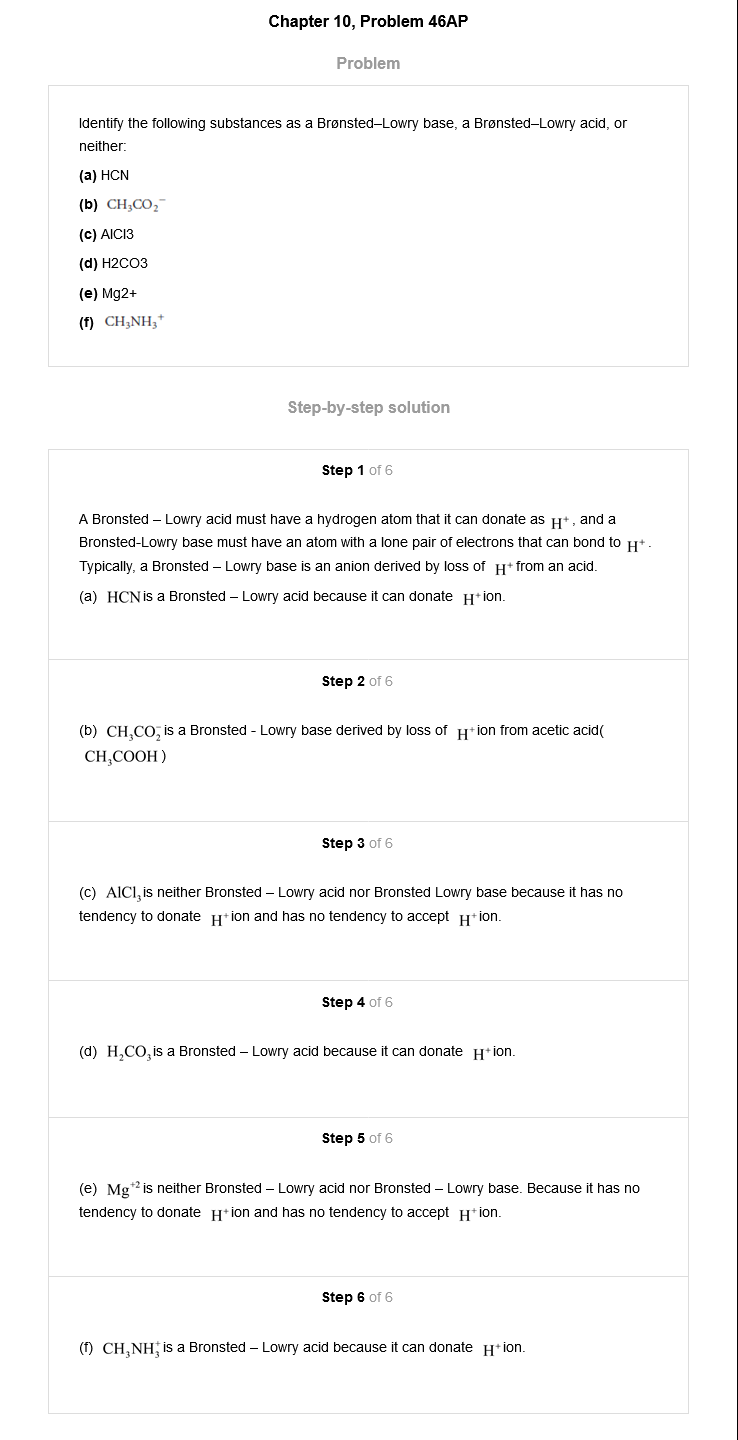 Chapter 10, Problem 46AP
Problem
Identify the following substances as a Brønsted–Lowry base, a Brønsted–Lowry acid, or
neither:
(a) HCN
(b) CH₃CO₂⁻
(c) AlCl3
(d) H2CO3
(e) Mg2+
(f) CH₃NH₃⁺
Step-by-step solution
Step 1 of 6
A Bronsted – Lowry acid must have a hydrogen atom that it can donate as H⁺, and a
Bronsted-Lowry base must have an atom with a lone pair of electrons that can bond to H⁺.
Typically, a Bronsted – Lowry base is an anion derived by loss of H⁺ from an acid.
(a) HCN is a Bronsted – Lowry acid because it can donate H⁺ ion.
Step 2 of 6
(b) CH₃CO₂⁻ is a Bronsted - Lowry base derived by loss of H⁺ ion from acetic acid(
CH₃COOH )
Step 3 of 6
(c) AlCl₃ is neither Bronsted – Lowry acid nor Bronsted Lowry base because it has no
tendency to donate H⁺ ion and has no tendency to accept H⁺ ion.
Step 4 of 6
(d) H₂CO₃ is a Bronsted – Lowry acid because it can donate H⁺ ion.
Step 5 of 6
(e) Mg⁺² is neither Bronsted – Lowry acid nor Bronsted – Lowry base. Because it has no
tendency to donate H⁺ ion and has no tendency to accept H⁺ ion.
Step 6 of 6
(f) CH₃NH₃⁺ is a Bronsted – Lowry acid because it can donate H⁺ ion.